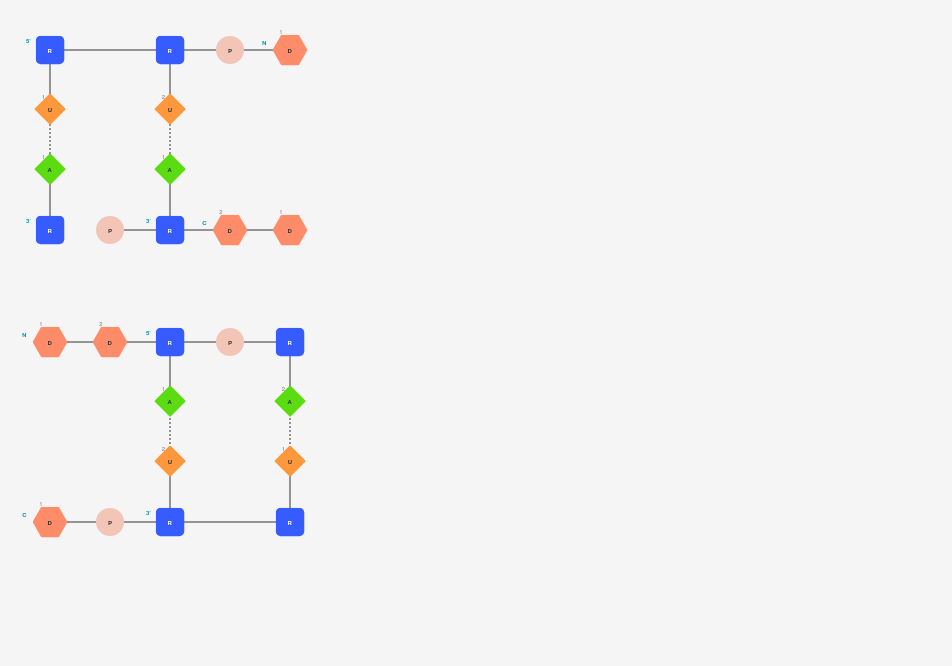 5' R R P N 1 D
1 U 2 U
1 A 1 A
3' R P 3' R C 2 D 1 D
N 1 D 2 D 5' R P R
1 A 2 A
2 U 1 U
C 1 D P 3' R R